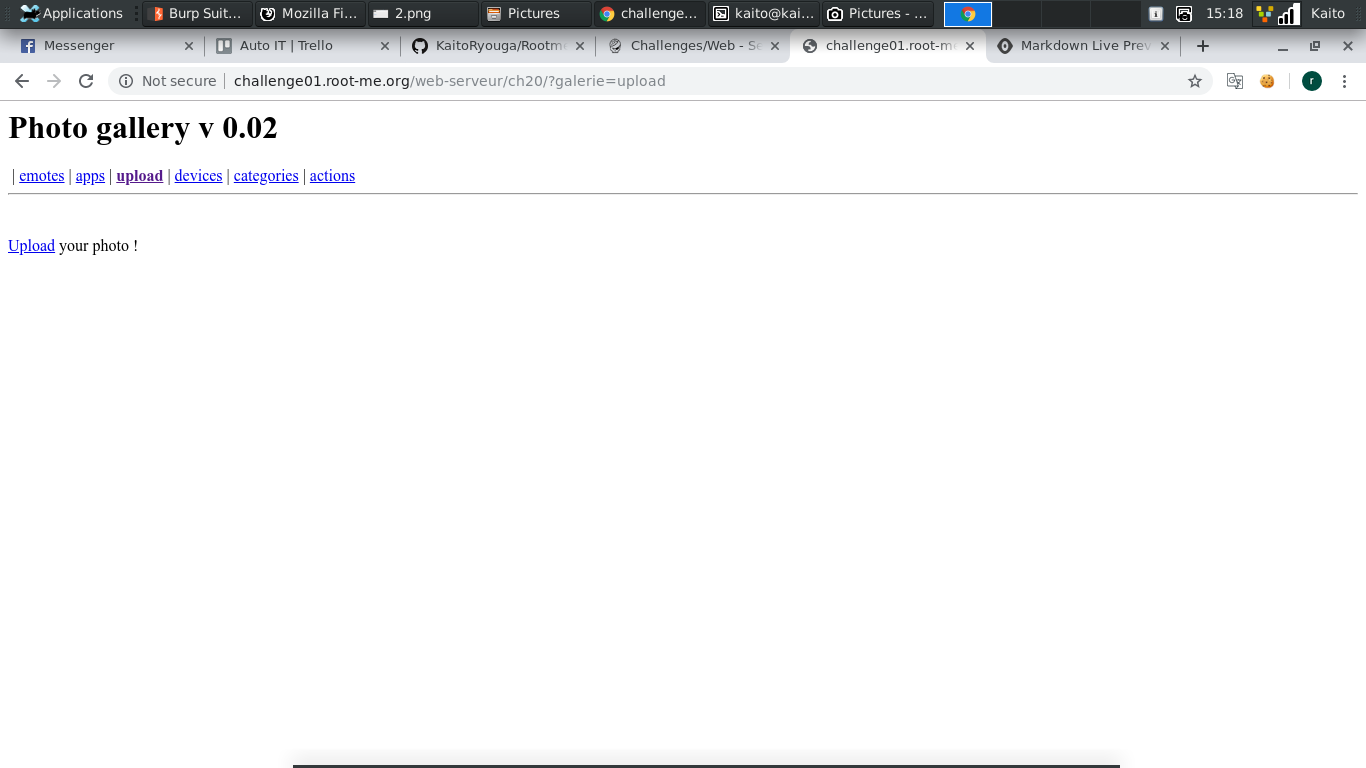 Applications Burp Suit... Mozilla Fi... 2.png Pictures challenge... kaito@kai... Pictures - ... 15:18 Kaito
Messenger Auto IT | Trello KaitoRyouga/Rootme Challenges/Web - Se challenge01.root-me Markdown Live Prev
Not secure challenge01.root-me.org/web-serveur/ch20/?galerie=upload r
Photo gallery v 0.02
| emotes | apps | upload | devices | categories | actions
Upload your photo !